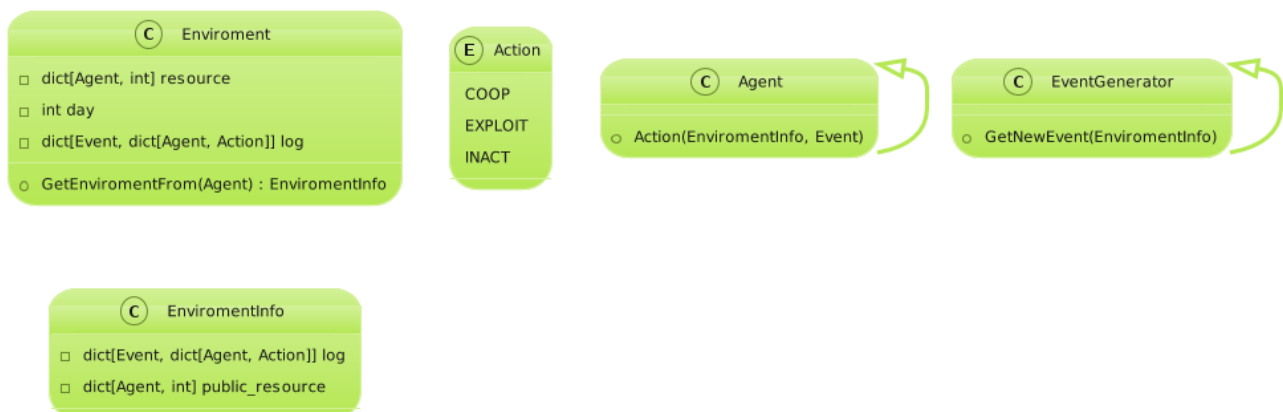 C Enviroment
dict[Agent, int] resource
int day
dict[Event, dict[Agent, Action]] log
GetEnviromentFrom(Agent) : EnviromentInfo
E Action
COOP
EXPLOIT
INACT
C Agent
Action(EnviromentInfo, Event)
C EventGenerator
GetNewEvent(EnviromentInfo)
C EnviromentInfo
dict[Event, dict[Agent, Action]] log
dict[Agent, int] public_resource